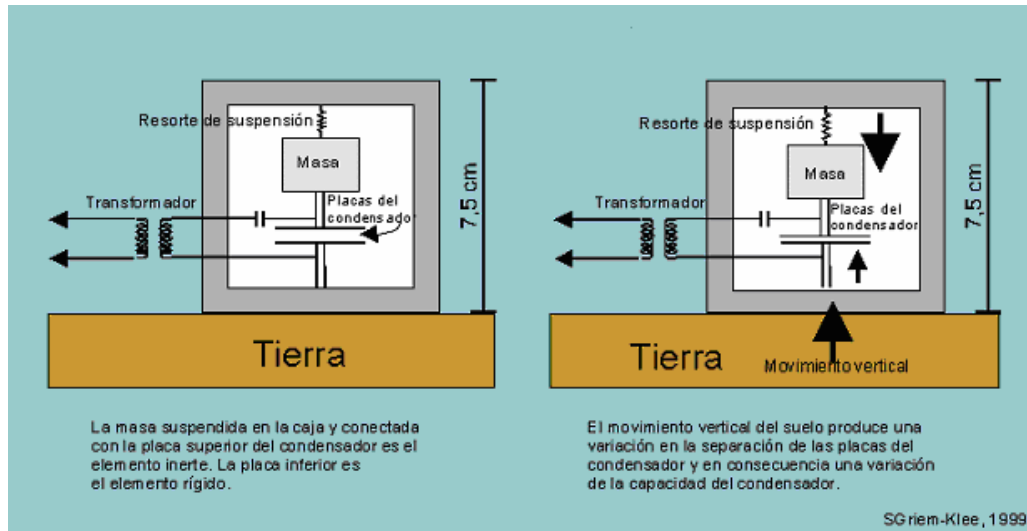 Resorte de suspensión
Masa
Transformador
Placas del
condensador
7,5 cm
Tierra
La masa suspendida en la caja y conectada
con la placa superior del condensador es el
elemento inerte. La placa inferior es
el elemento rígido.
Resorte de suspensión
Masa
Transformador
Placas del
condensador
7,5 cm
Tierra
Movimiento vertical
El movimiento vertical del suelo produce una
variación en la separación de las placas del
condensador y en consecuencia una variación
de la capacidad del condensador.
SGriem-Klee, 1999